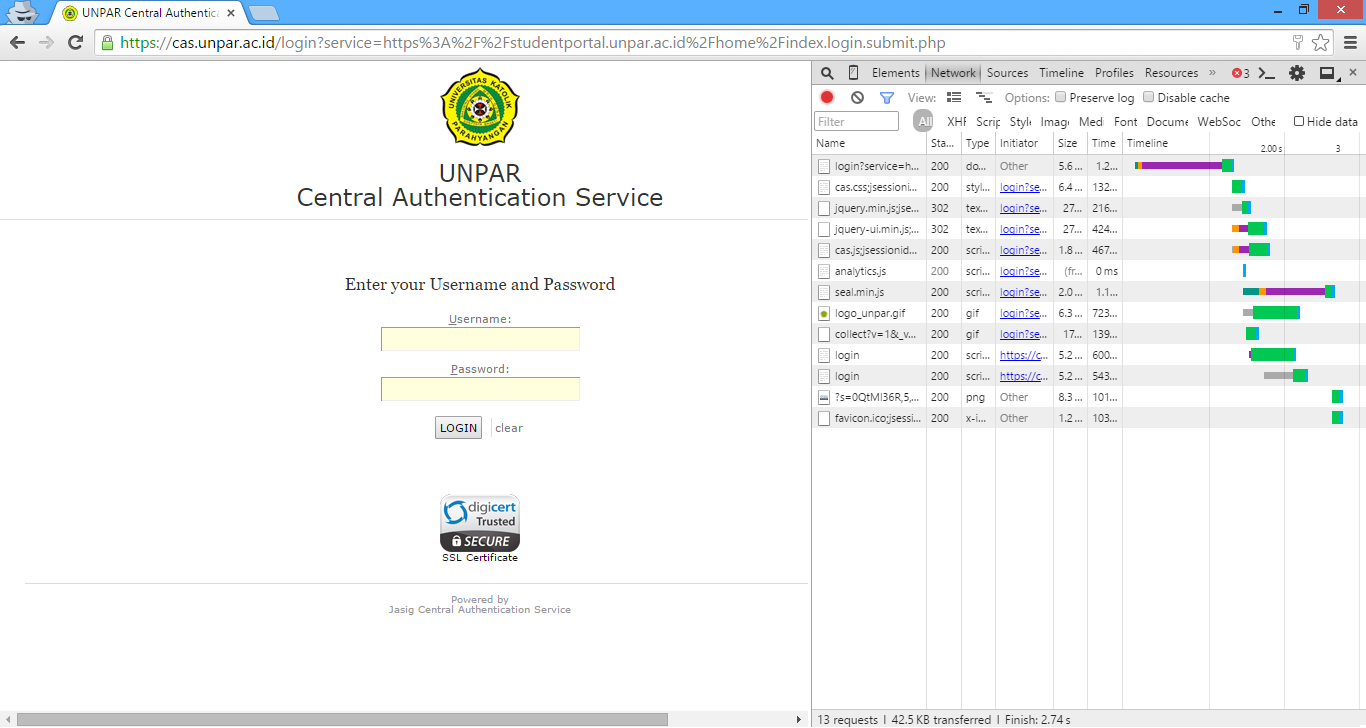 UNPAR Central Authentica
https://cas.unpar.ac.id/login?service=https%3A%2F%2Fstudentportal.unpar.ac.id%2Fhome%2Findex.login.submit.php
UNIVERSITAS KATOLIK
PARAHYANGAN
UNPAR
Central Authentication Service
Enter your Username and Password
Username:
Password:
LOGIN clear
digicert
Trusted
SECURE
SSL Certificate
Powered by
Jasig Central Authentication Service
Elements Network Sources Timeline Profiles Resources » 3
View: Options: Preserve log Disable cache
Filter All XHR Scrip Style Imag Medi Font Docume WebSoc Othe Hide data
Name Sta... Type Initiator Size Time Timeline
2.00 s 3
login?service=h... 200 do... Other 5.6 ... 1.2...
cas.css;jsessioni... 200 styl... login?se... 6.4 ... 132...
jquery.min.js;jse... 302 tex... login?se... 27... 216...
jquery-ui.min.js;... 302 tex... login?se... 27... 424...
cas.js;jsessionid... 200 scri... login?se... 1.8 ... 467...
analytics.js 200 scri... login?se... (fr... 0 ms
seal.min.js 200 scri... login?se... 2.0 ... 1.1...
logo_unpar.gif 200 gif login?se... 6.3 ... 723...
collect?v=1&_v... 200 gif login?se... 17... 139...
login 200 scri... https://c... 5.2 ... 600...
login 200 scri... https://c... 5.2 ... 543...
?s=0QtMI36R,5,... 200 png Other 8.3 ... 101...
favicon.ico;jsessi... 200 x-i... Other 1.2 ... 103...
13 requests | 42.5 KB transferred | Finish: 2.74 s